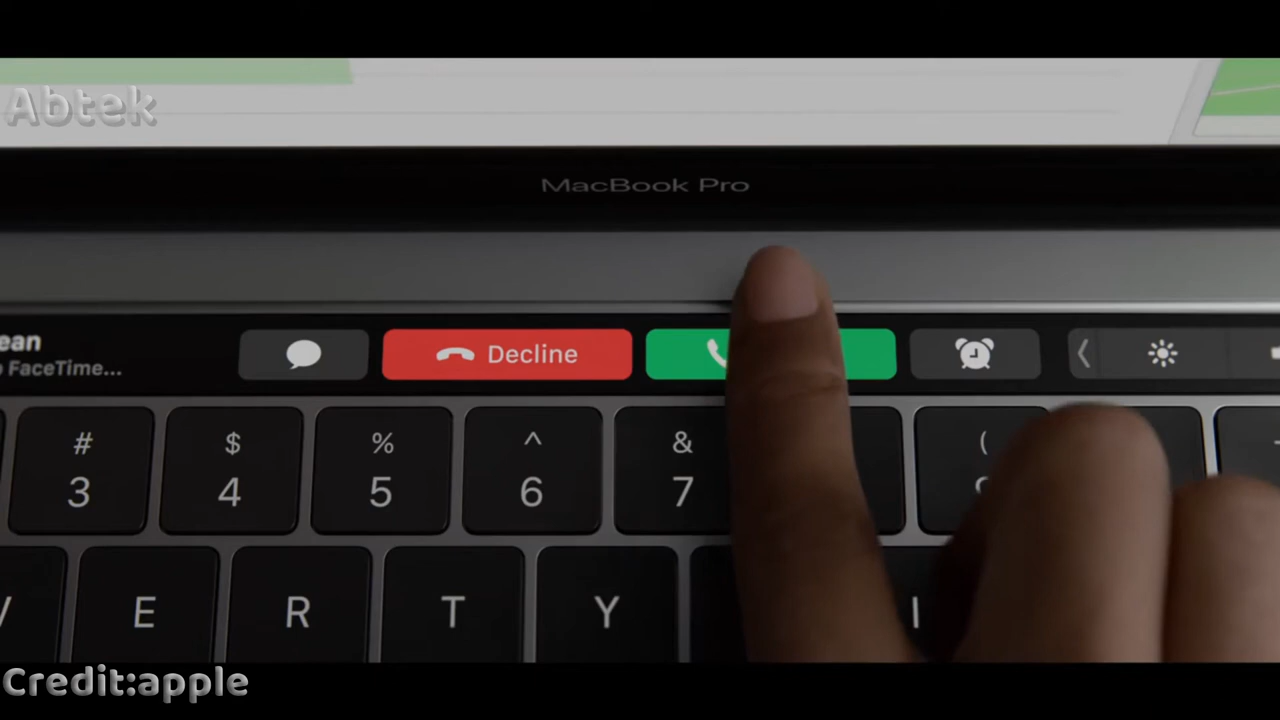 Abtek
MacBook Pro
ean
FaceTime...
Decline
# $ % ^ & (
3 4 5 6 7
E R T Y I
Credit:apple